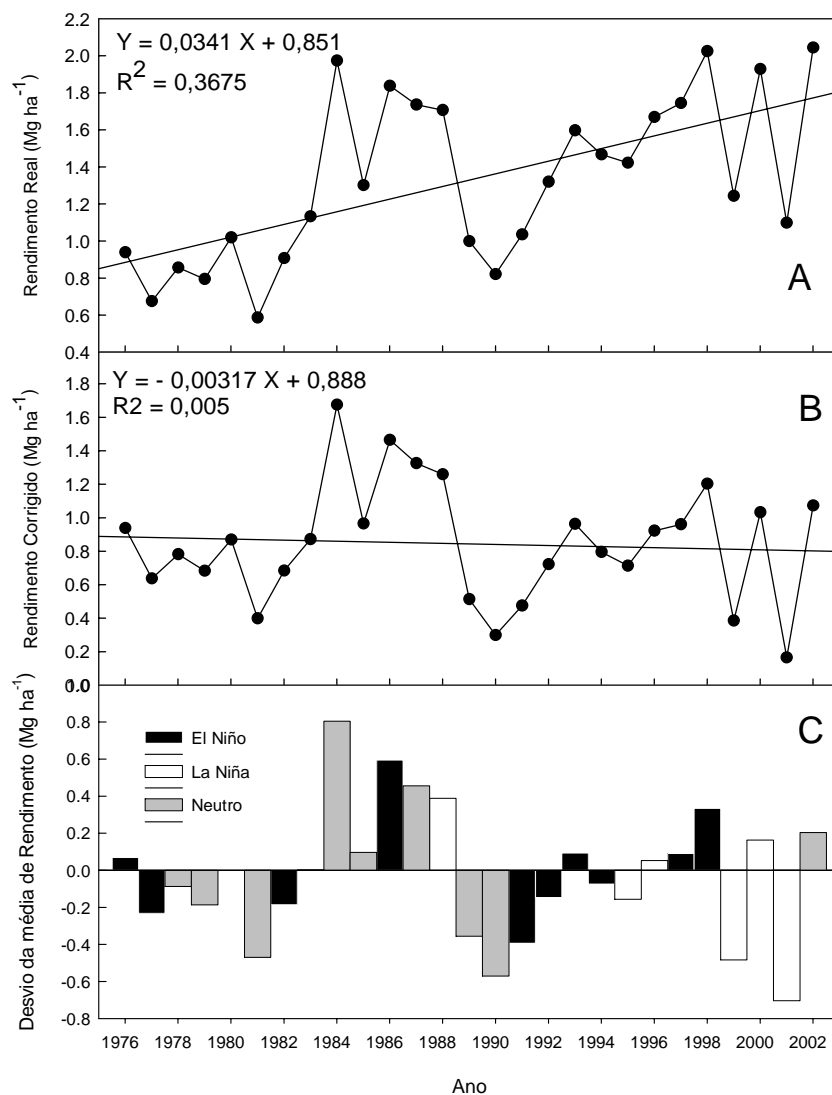 Rendimento Real (Mg ha⁻¹)
2.2
2.0
1.8
1.6
1.4
1.2
1.0
0.8
0.6
0.4
Y = 0,0341 X + 0,851
R² = 0,3675
A
Rendimento Corrigido (Mg ha⁻¹)
1.8
1.6
1.4
1.2
1.0
0.8
0.6
0.4
0.2
0.0
Y = - 0,00317 X + 0,888
R2 = 0,005
B
Desvio da média de Rendimento (Mg ha⁻¹)
1.0
0.8
0.6
0.4
0.2
0.0
-0.2
-0.4
-0.6
-0.8
El Niño
La Niña
Neutro
C
1976 1978 1980 1982 1984 1986 1988 1990 1992 1994 1996 1998 2000 2002
Ano